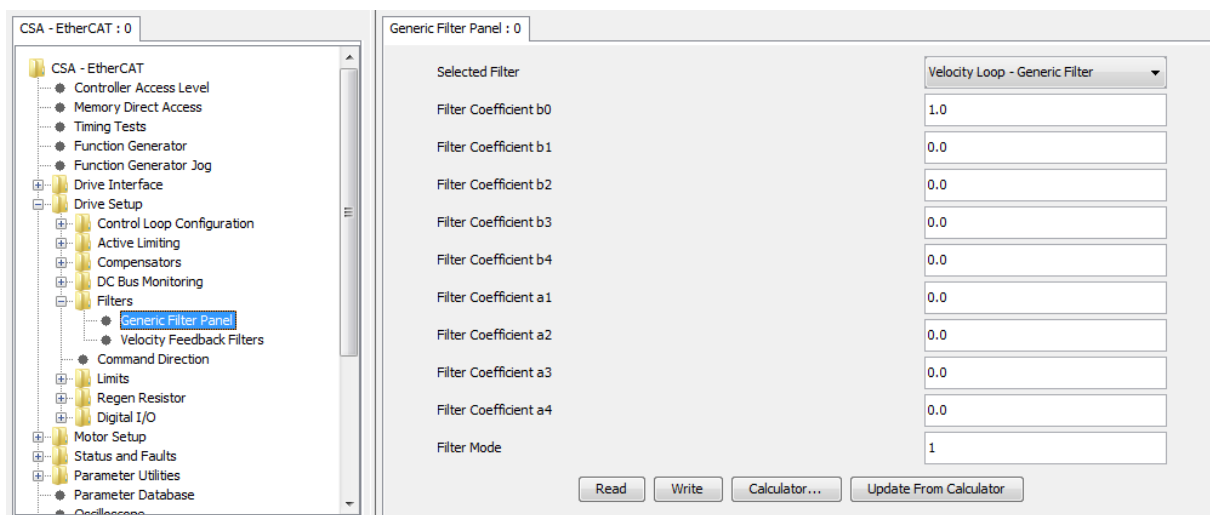 CSA - EtherCAT : 0
CSA - EtherCAT
Controller Access Level
Memory Direct Access
Timing Tests
Function Generator
Function Generator Jog
Drive Interface
Drive Setup
Control Loop Configuration
Active Limiting
Compensators
DC Bus Monitoring
Filters
Generic Filter Panel
Velocity Feedback Filters
Command Direction
Limits
Regen Resistor
Digital I/O
Motor Setup
Status and Faults
Parameter Utilities
Parameter Database
Oscilloscope
Generic Filter Panel : 0
Selected Filter Velocity Loop - Generic Filter
Filter Coefficient b0 1.0
Filter Coefficient b1 0.0
Filter Coefficient b2 0.0
Filter Coefficient b3 0.0
Filter Coefficient b4 0.0
Filter Coefficient a1 0.0
Filter Coefficient a2 0.0
Filter Coefficient a3 0.0
Filter Coefficient a4 0.0
Filter Mode 1
Read Write Calculator... Update From Calculator